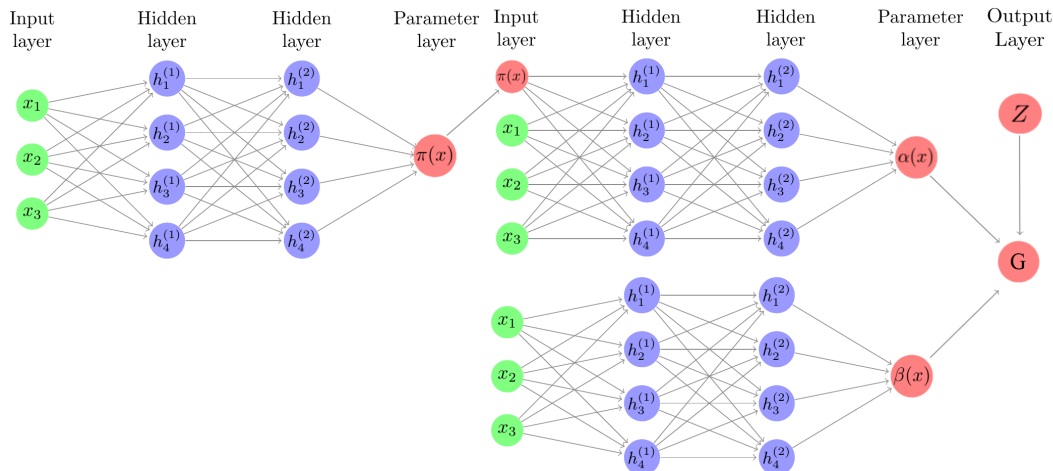 Input
layer
Hidden
layer
Hidden
layer
Parameter
layer
Input
layer
Hidden
layer
Hidden
layer
Parameter
layer
Output
Layer
x₁
x₂
x₃
h₁⁽¹⁾
h₂⁽¹⁾
h₃⁽¹⁾
h₄⁽¹⁾
h₁⁽²⁾
h₂⁽²⁾
h₃⁽²⁾
h₄⁽²⁾
π(x)
π(x)
x₁
x₂
x₃
h₁⁽¹⁾
h₂⁽¹⁾
h₃⁽¹⁾
h₄⁽¹⁾
h₁⁽²⁾
h₂⁽²⁾
h₃⁽²⁾
h₄⁽²⁾
α(x)
x₁
x₂
x₃
h₁⁽¹⁾
h₂⁽¹⁾
h₃⁽¹⁾
h₄⁽¹⁾
h₁⁽²⁾
h₂⁽²⁾
h₃⁽²⁾
h₄⁽²⁾
β(x)
Z
G